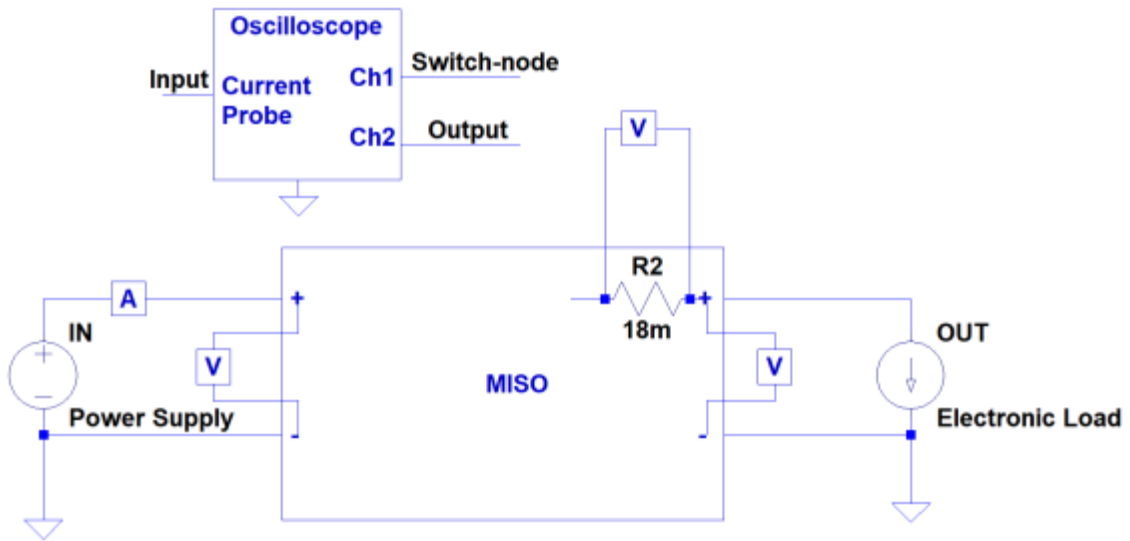 Oscilloscope
Input
Current
Probe
Ch1
Switch-node
Ch2
Output
V
R2
18m
A
+
+
IN
+
-
V
Power Supply
-
MISO
V
-
OUT
Electronic Load